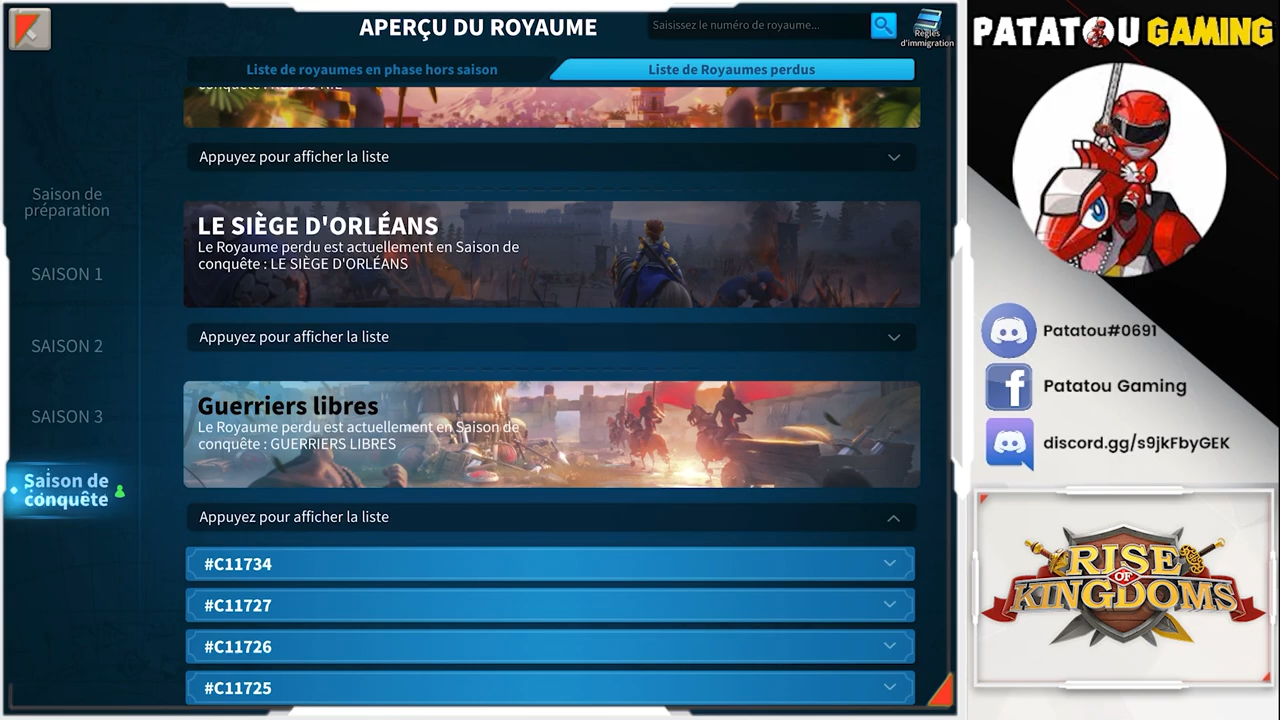 APERÇU DU ROYAUME
Saisissez le numéro de royaume...
Règles
d'immigration
Liste de royaumes en phase hors saison
Liste de Royaumes perdus
Appuyez pour afficher la liste
Saison de
préparation
SAISON 1
SAISON 2
SAISON 3
Saison de
conquête
LE SIÈGE D'ORLÉANS
Le Royaume perdu est actuellement en Saison de
conquête : LE SIÈGE D'ORLÉANS
Appuyez pour afficher la liste
Guerriers libres
Le Royaume perdu est actuellement en Saison de
conquête : GUERRIERS LIBRES
Appuyez pour afficher la liste
#C11734
#C11727
#C11726
#C11725
PATATOU GAMING
Patatou#0691
Patatou Gaming
discord.gg/s9jkFbyGEK
RISE
OF
KINGDOMS